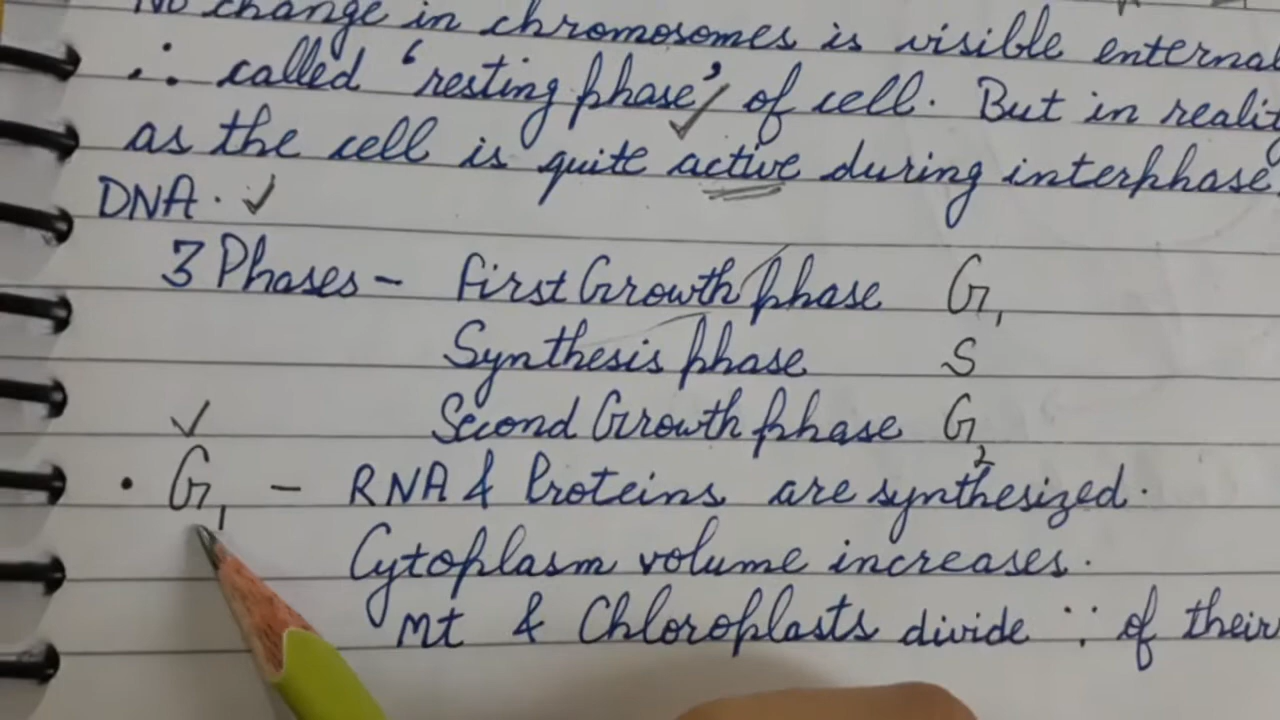 No change in chromosomes is visible external
∴ called 'resting phase' of cell. But in realit
as the cell is quite active during interphase.
DNA.
3 Phases - First Growth phase G1
Synthesis phase S
Second Growth phase G2
• G1 - RNA & Proteins are synthesized.
Cytoplasm volume increases.
Mt & Chloroplasts divide ∵ of their